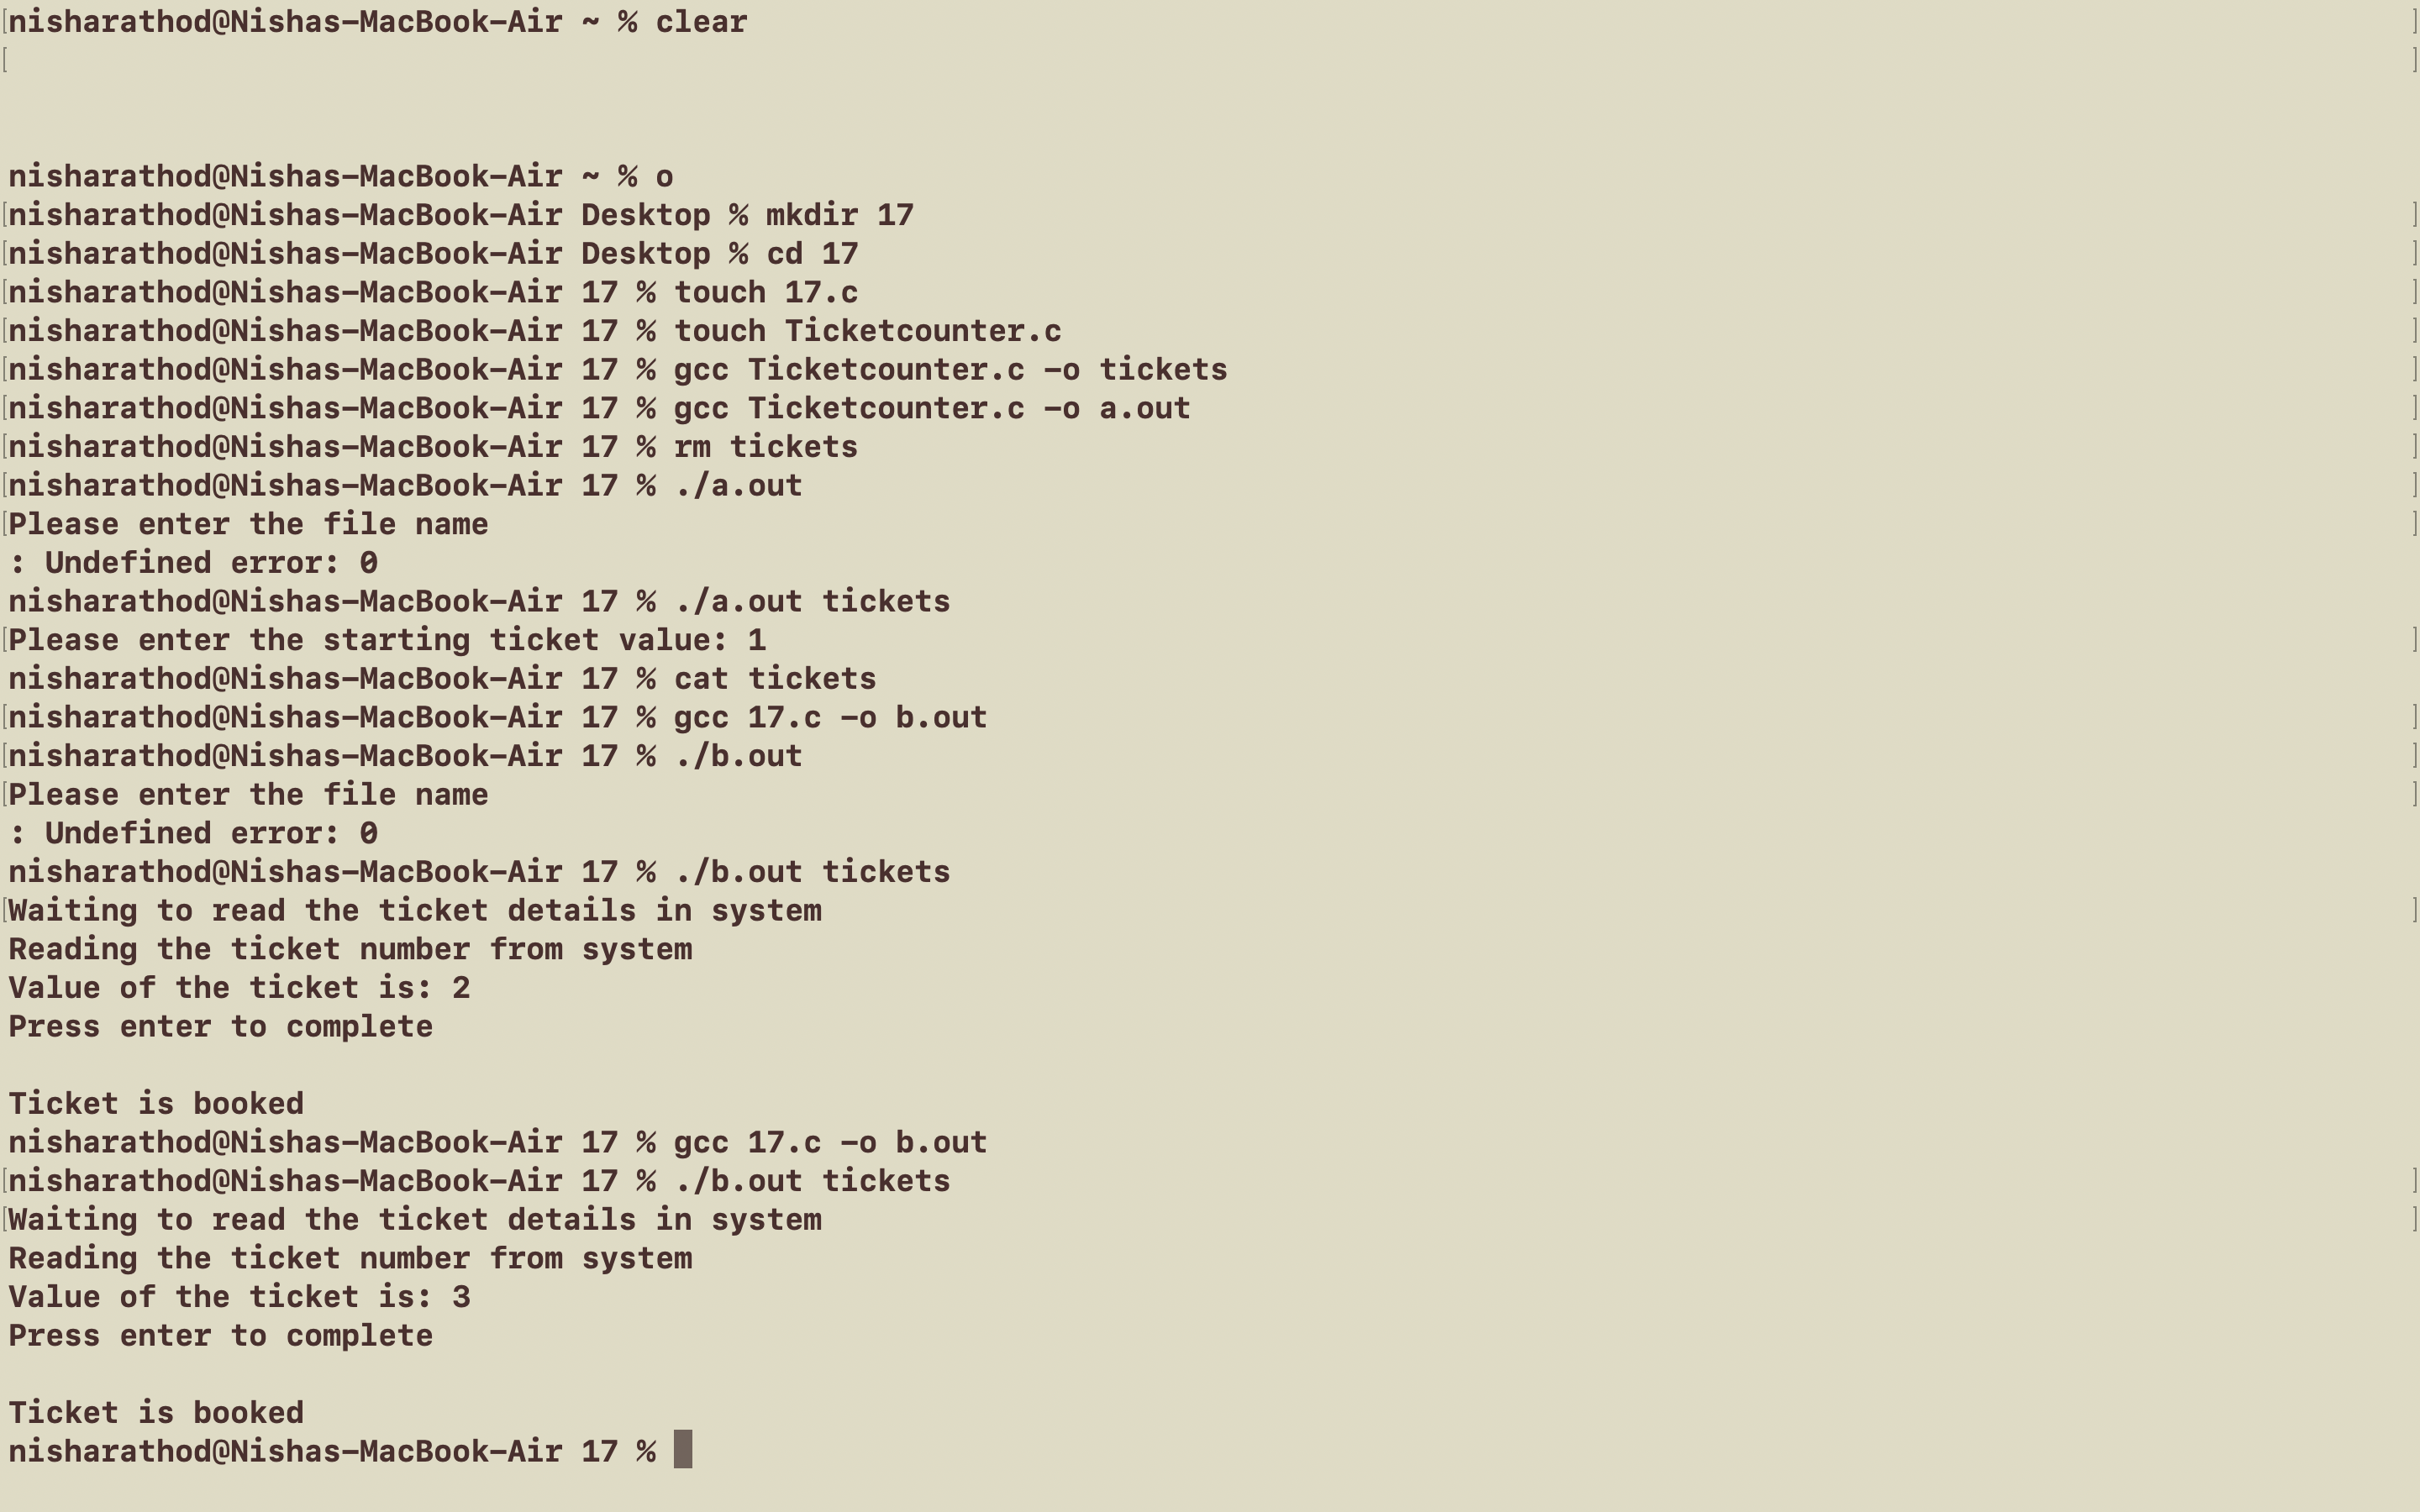 nisharathod@Nishas-MacBook-Air ~ % clear
nisharathod@Nishas-MacBook-Air ~ % o
nisharathod@Nishas-MacBook-Air Desktop % mkdir 17
nisharathod@Nishas-MacBook-Air Desktop % cd 17
nisharathod@Nishas-MacBook-Air 17 % touch 17.c
nisharathod@Nishas-MacBook-Air 17 % touch Ticketcounter.c
nisharathod@Nishas-MacBook-Air 17 % gcc Ticketcounter.c -o tickets
nisharathod@Nishas-MacBook-Air 17 % gcc Ticketcounter.c -o a.out
nisharathod@Nishas-MacBook-Air 17 % rm tickets
nisharathod@Nishas-MacBook-Air 17 % ./a.out
Please enter the file name
: Undefined error: 0
nisharathod@Nishas-MacBook-Air 17 % ./a.out tickets
Please enter the starting ticket value: 1
nisharathod@Nishas-MacBook-Air 17 % cat tickets
nisharathod@Nishas-MacBook-Air 17 % gcc 17.c -o b.out
nisharathod@Nishas-MacBook-Air 17 % ./b.out
Please enter the file name
: Undefined error: 0
nisharathod@Nishas-MacBook-Air 17 % ./b.out tickets
Waiting to read the ticket details in system
Reading the ticket number from system
Value of the ticket is: 2
Press enter to complete
Ticket is booked
nisharathod@Nishas-MacBook-Air 17 % gcc 17.c -o b.out
nisharathod@Nishas-MacBook-Air 17 % ./b.out tickets
Waiting to read the ticket details in system
Reading the ticket number from system
Value of the ticket is: 3
Press enter to complete
Ticket is booked
nisharathod@Nishas-MacBook-Air 17 %